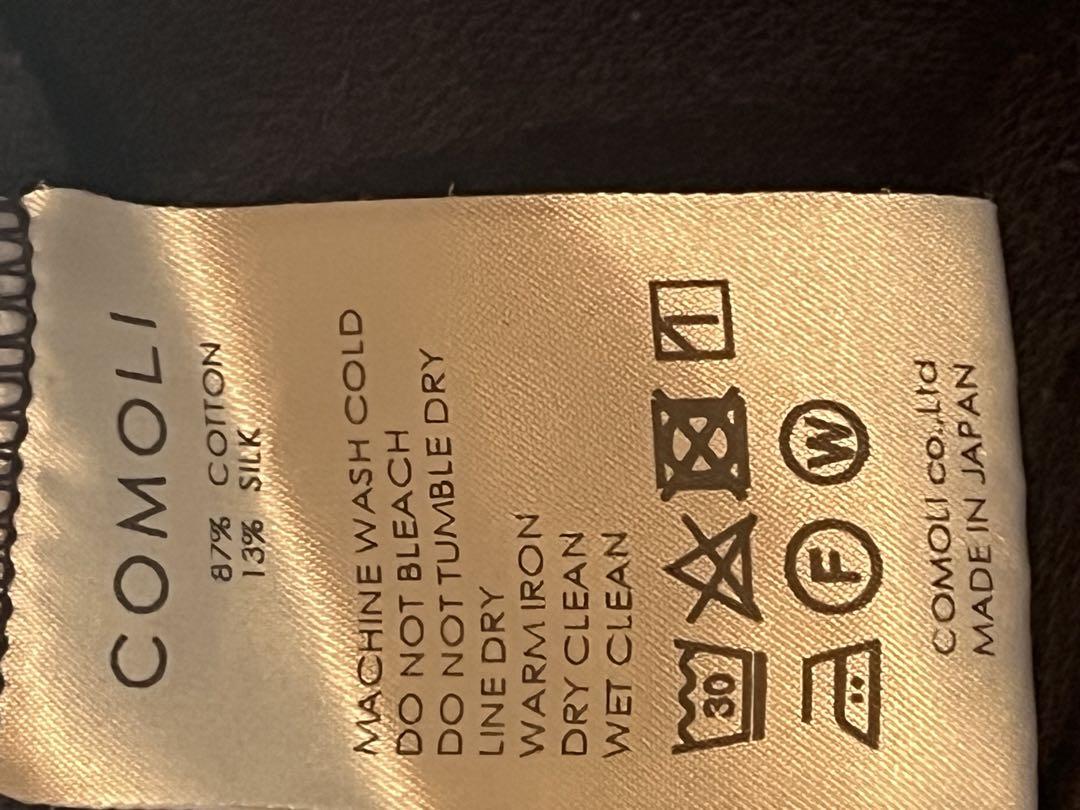 COMOLI
87% COTTON
13% SILK
MACHINE WASH COLD
DO NOT BLEACH
DO NOT TUMBLE DRY
LINE DRY
WARM IRON
DRY CLEAN
WET CLEAN
30
F W
COMOLI co.,Ltd
MADE IN JAPAN